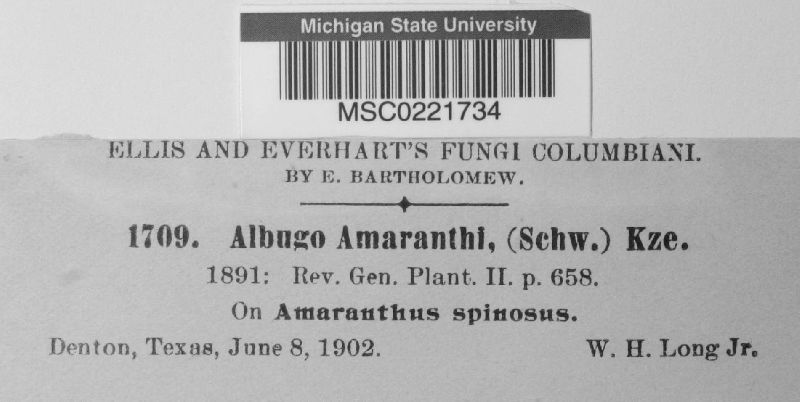 Michigan State University
MSC0221734
ELLIS AND EVERHART'S FUNGI COLUMBIANI.
BY E. BARTHOLOMEW.
1709. Albugo Amaranthi, (Schw.) Kze.
1891: Rev. Gen. Plant. II. p. 658.
On Amaranthus spinosus.
Denton, Texas, June 8, 1902. W. H. Long Jr.